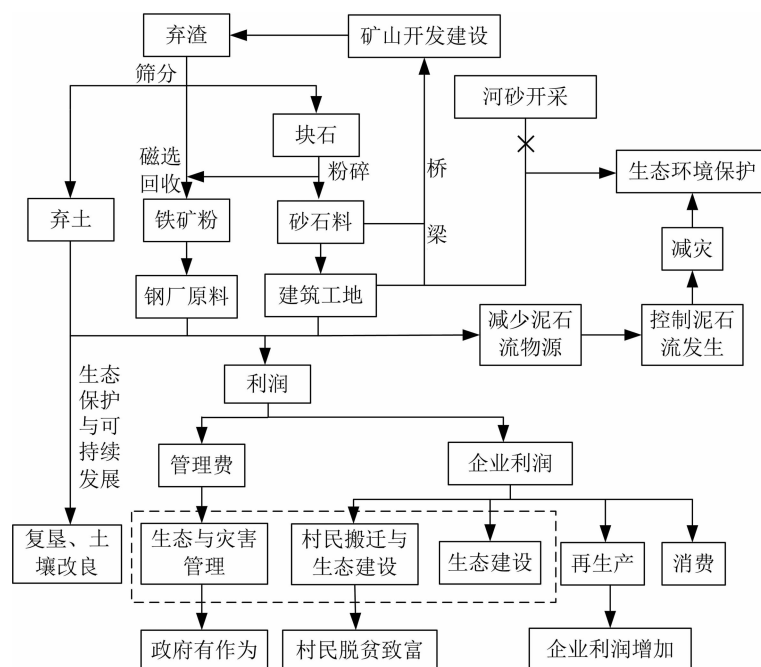 弃渣
矿山开发建设
筛分
河砂开采
块石
磁选
回收
粉碎
桥
梁
生态环境保护
弃土
铁矿粉
砂石料
减灾
钢厂原料
建筑工地
减少泥石
流物源
控制泥石
流发生
利润
生态
保护
与可
持续
发展
管理费
企业利润
复垦、土
壤改良
生态与灾害
管理
村民搬迁与
生态建设
生态建设
再生产
消费
政府有作为
村民脱贫致富
企业利润增加